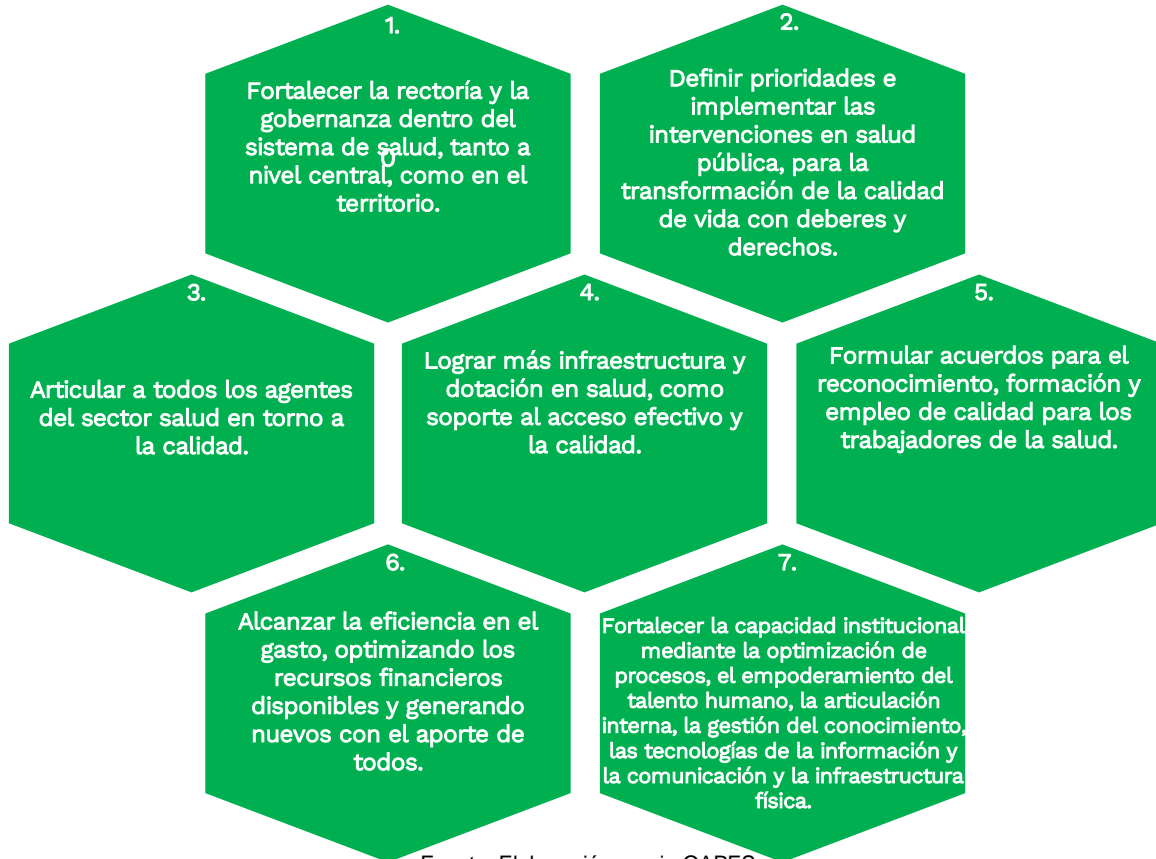 1.
Fortalecer la rectoría y la
gobernanza dentro del
sistema de salud, tanto a
0
nivel central, como en el
territorio.
2.
Definir prioridades e
implementar las
intervenciones en salud
pública, para la
transformación de la calidad
de vida con deberes y
derechos.
3.
Articular a todos los agentes
del sector salud en torno a
la calidad.
4.
Lograr más infraestructura y
dotación en salud, como
soporte al acceso efectivo y
la calidad.
5.
Formular acuerdos para el
reconocimiento, formación y
empleo de calidad para los
trabajadores de la salud.
6.
Alcanzar la eficiencia en el
gasto, optimizando los
recursos financieros
disponibles y generando
nuevos con el aporte de
todos.
7.
Fortalecer la capacidad institucional
mediante la optimización de
procesos, el empoderamiento del
talento humano, la articulación
interna, la gestión del conocimiento,
las tecnologías de la información y
la comunicación y la infraestructura
física.